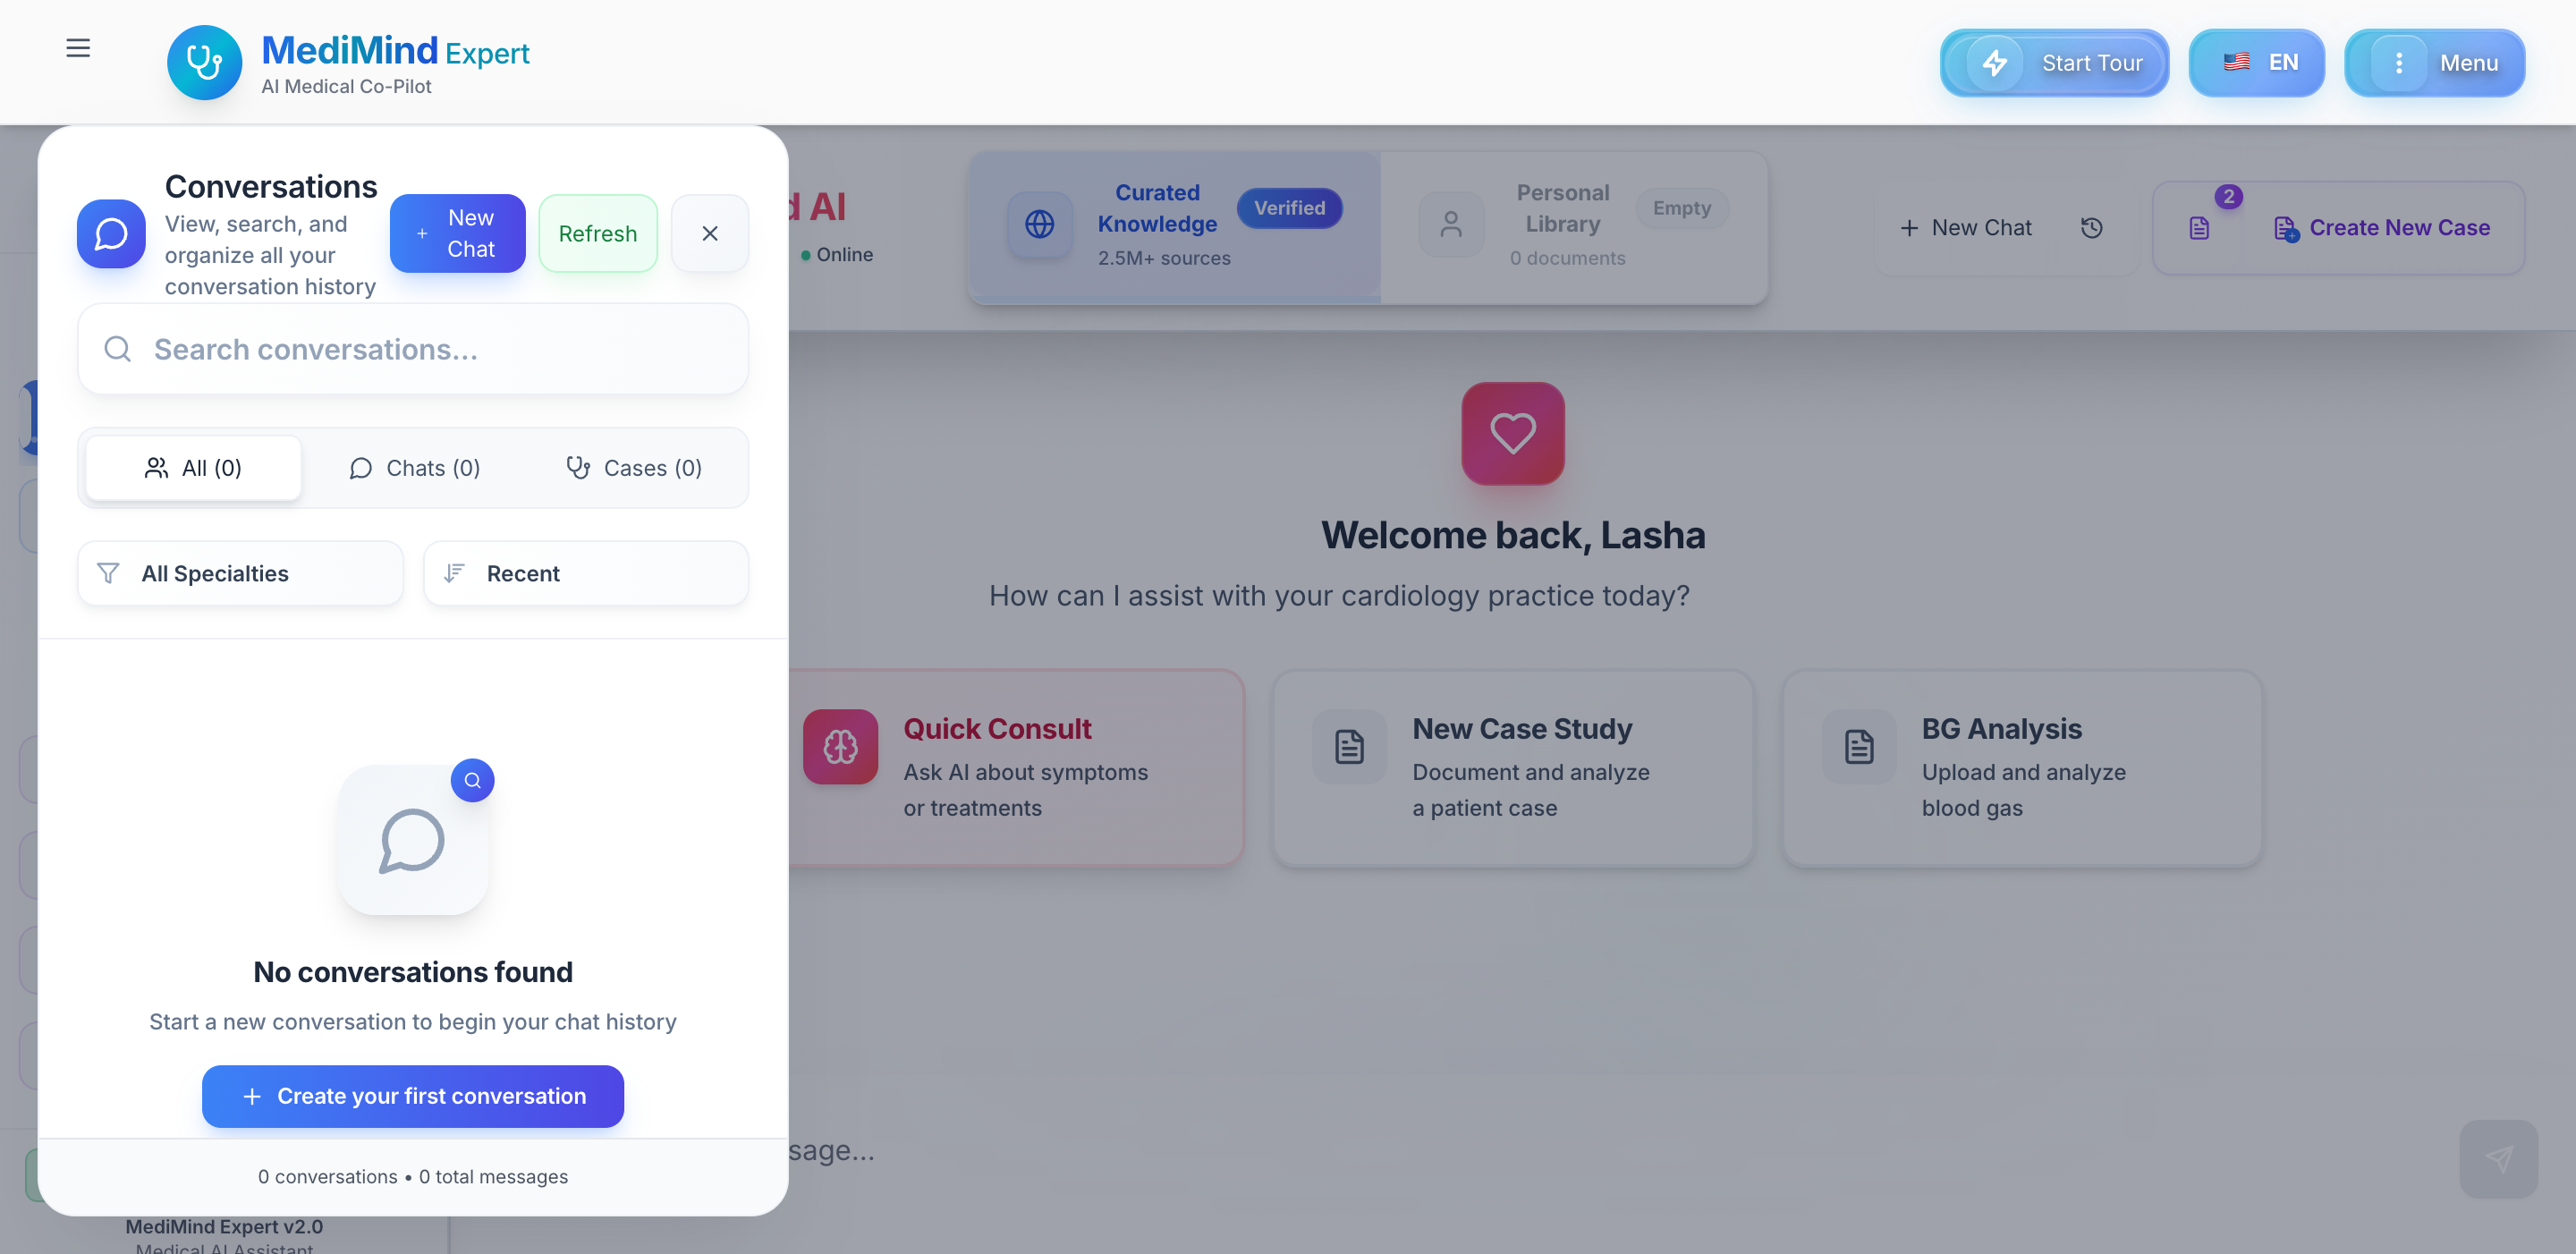 MediMind Expert
AI Medical Co-Pilot
Start Tour
EN
Menu
Conversations
View, search, and
organize all your
conversation history
+ New
Chat
Refresh
Search conversations...
All (0)
Chats (0)
Cases (0)
All Specialties
Recent
No conversations found
Start a new conversation to begin your chat history
+ Create your first conversation
0 conversations • 0 total messages
MediMind Expert v2.0
Medical AI Assistant
AI
Online
Curated
Knowledge
Verified
2.5M+ sources
Personal
Library
Empty
0 documents
+ New Chat
2
Create New Case
Welcome back, Lasha
How can I assist with your cardiology practice today?
Quick Consult
Ask AI about symptoms
or treatments
New Case Study
Document and analyze
a patient case
BG Analysis
Upload and analyze
blood gas
sage...